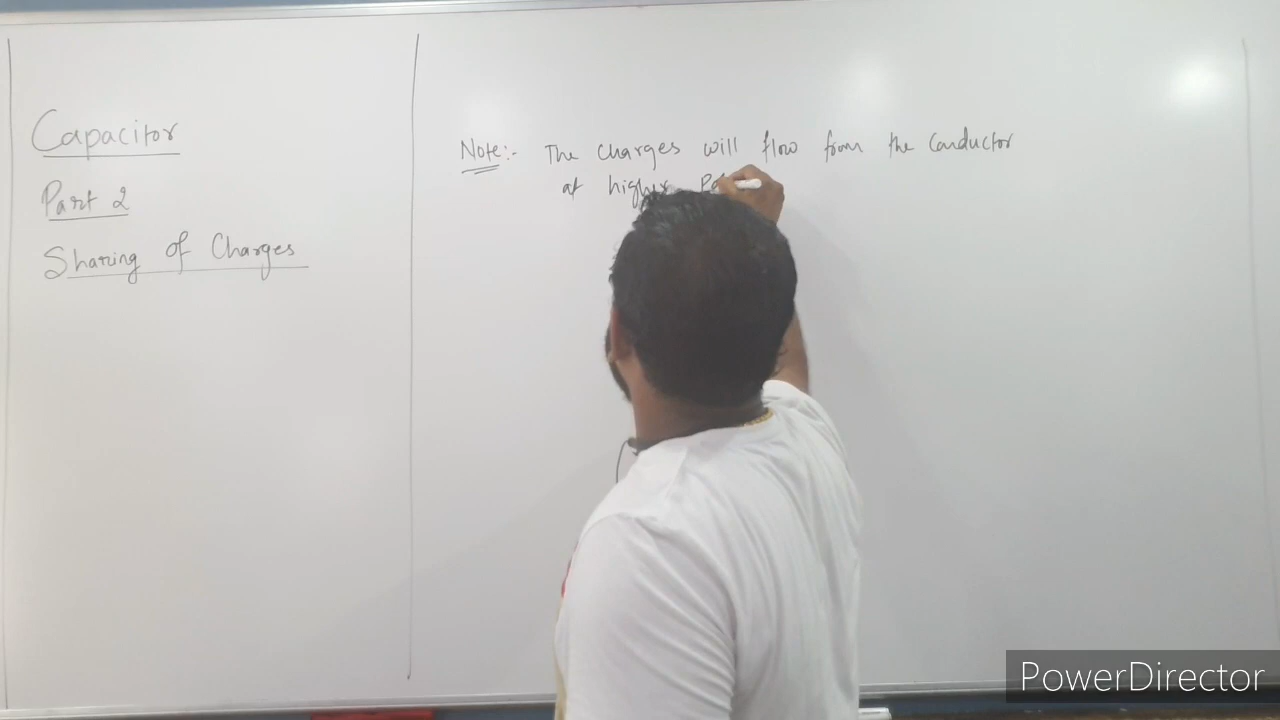 Capacitor
Part 2
Sharing of Charges
Note:- The charges will flow from the Conductor
at higher
PowerDirector